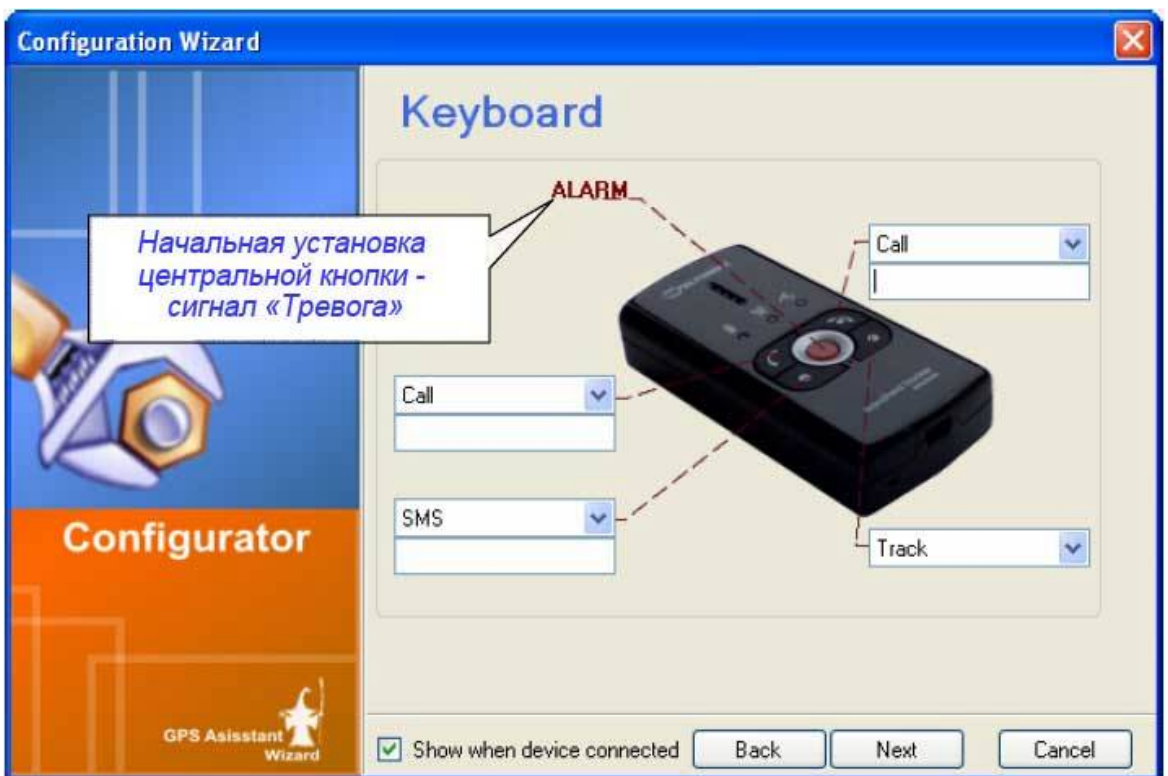 Configuration Wizard
Keyboard
ALARM
Начальная установка
центральной кнопки -
сигнал «Тревога»
Call
Call
SMS
Track
Configurator
GPS Asisstant
Wizard
Show when device connected
Back
Next
Cancel